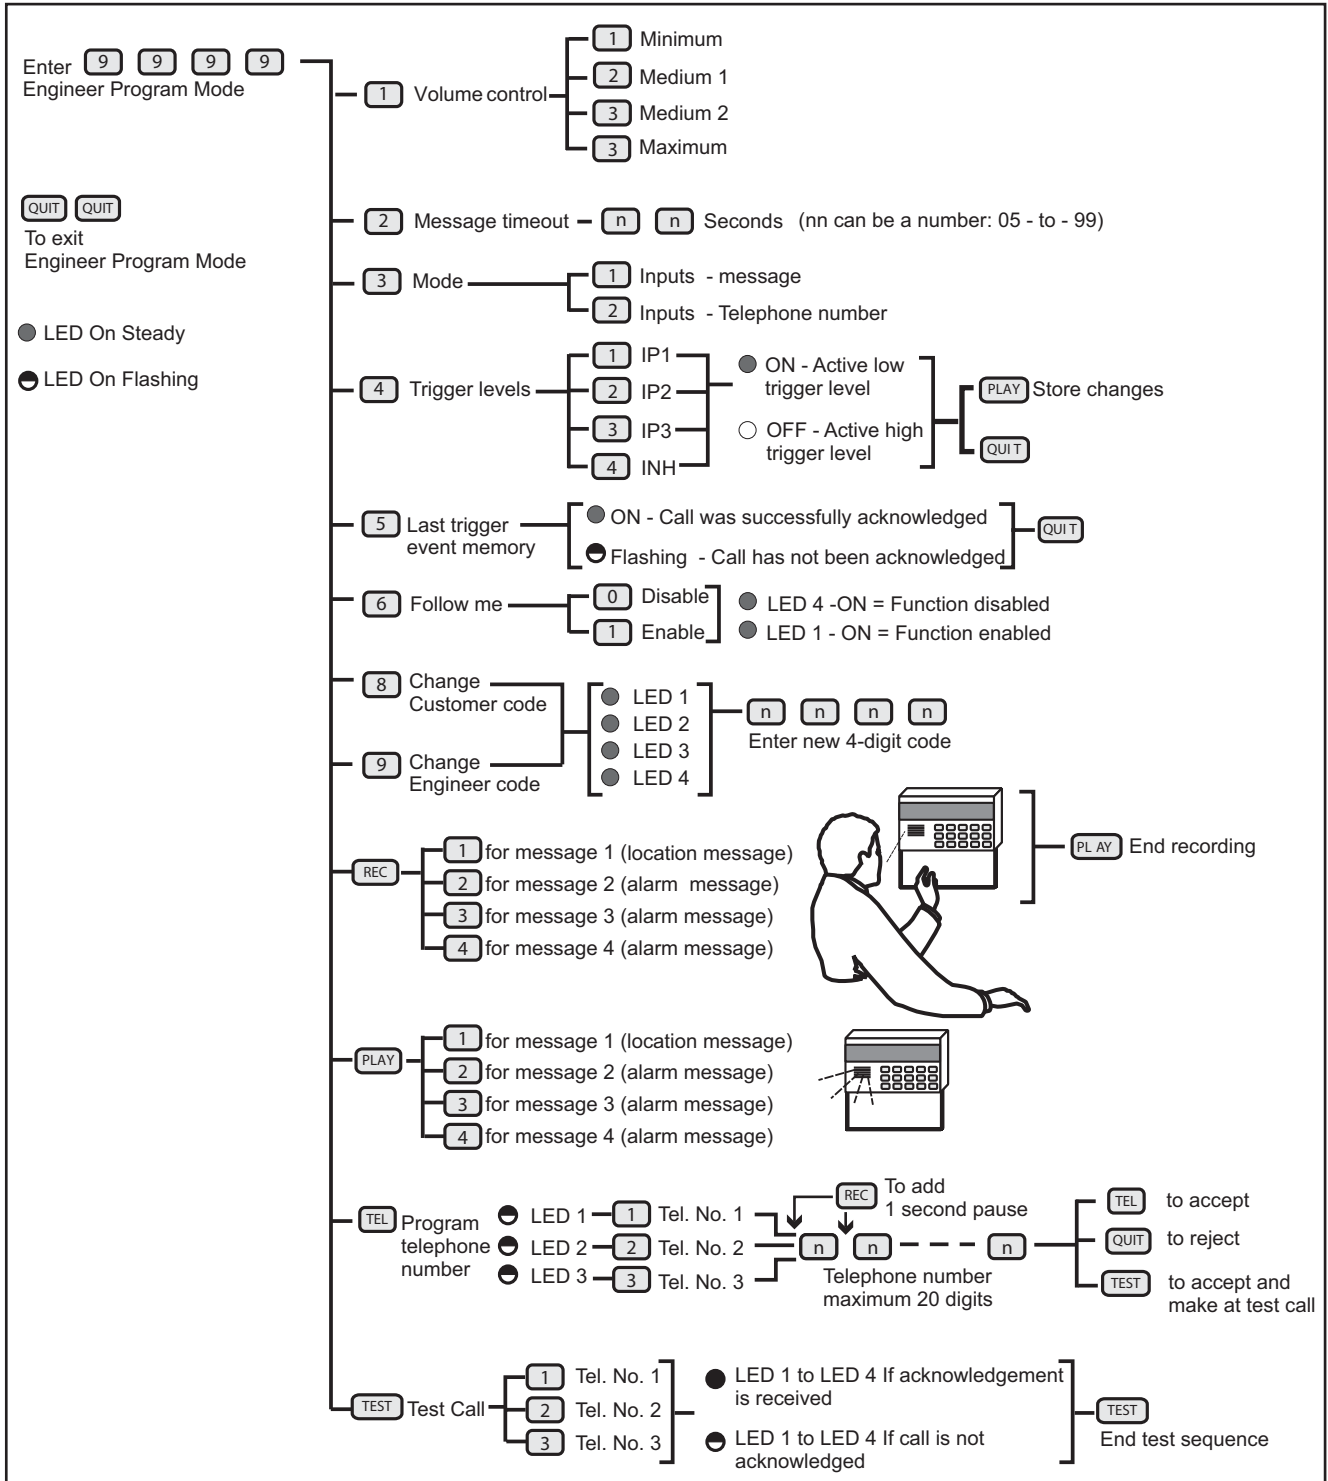 Enter 9 9 9 9
Engineer Program Mode
QUIT QUIT
To exit
Engineer Program Mode
LED On Steady
LED On Flashing
1 Volume control
1 Minimum
2 Medium 1
3 Medium 2
3 Maximum
2 Message timeout n n Seconds (nn can be a number: 05 - to - 99)
3 Mode
1 Inputs - message
2 Inputs - Telephone number
4 Trigger levels
1 IP1
2 IP2
3 IP3
4 INH
ON - Active low
trigger level
OFF - Active high
trigger level
PLAY Store changes
QUI T
5 Last trigger
event memory
ON - Call was successfully acknowledged
Flashing - Call has not been acknowledged
QUI T
6 Follow me
0 Disable
1 Enable
LED 4 -ON = Function disabled
LED 1 - ON = Function enabled
8 Change
Customer code
9 Change
Engineer code
LED 1
LED 2
LED 3
LED 4
n n n n
Enter new 4-digit code
REC
1 for message 1 (location message)
2 for message 2 (alarm message)
3 for message 3 (alarm message)
4 for message 4 (alarm message)
PL AY End recording
PLAY
1 for message 1 (location message)
2 for message 2 (alarm message)
3 for message 3 (alarm message)
4 for message 4 (alarm message)
TEL Program
telephone
number
LED 1 1 Tel. No. 1
LED 2 2 Tel. No. 2
LED 3 3 Tel. No. 3
REC To add
1 second pause
n n n
Telephone number
maximum 20 digits
TEL to accept
QUIT to reject
TEST to accept and
make at test call
TEST Test Call
1 Tel. No. 1
2 Tel. No. 2
3 Tel. No. 3
LED 1 to LED 4 If acknowledgement
is received
LED 1 to LED 4 If call is not
acknowledged
TEST
End test sequence